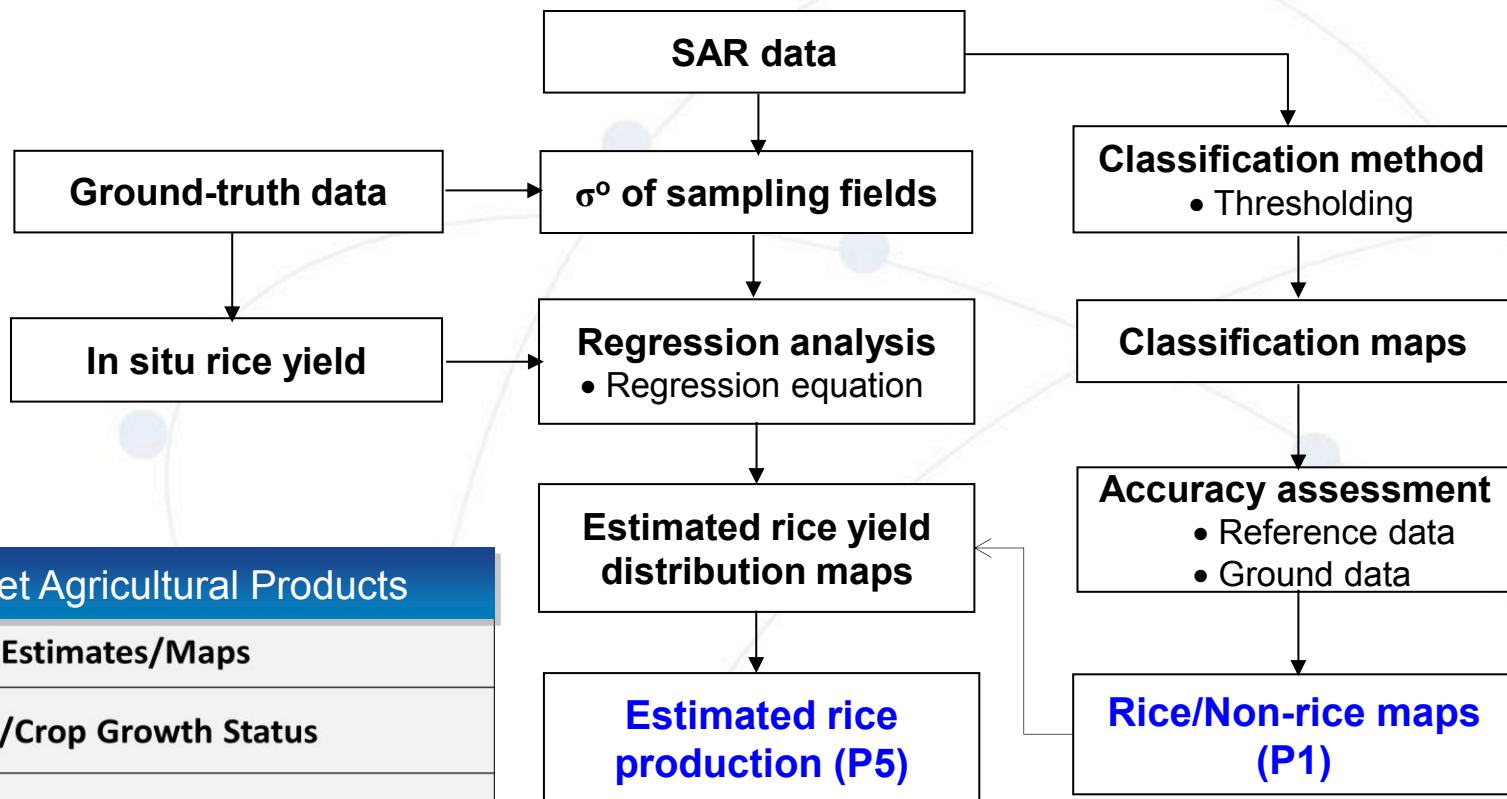 SAR data
Ground-truth data
σº of sampling fields
Classification method
• Thresholding
In situ rice yield
Regression analysis
• Regression equation
Classification maps
Estimated rice yield
distribution maps
Accuracy assessment
• Reference data
• Ground data
Estimated rice
production (P5)
Rice/Non-rice maps
(P1)
et Agricultural Products
Estimates/Maps
/Crop Growth Status